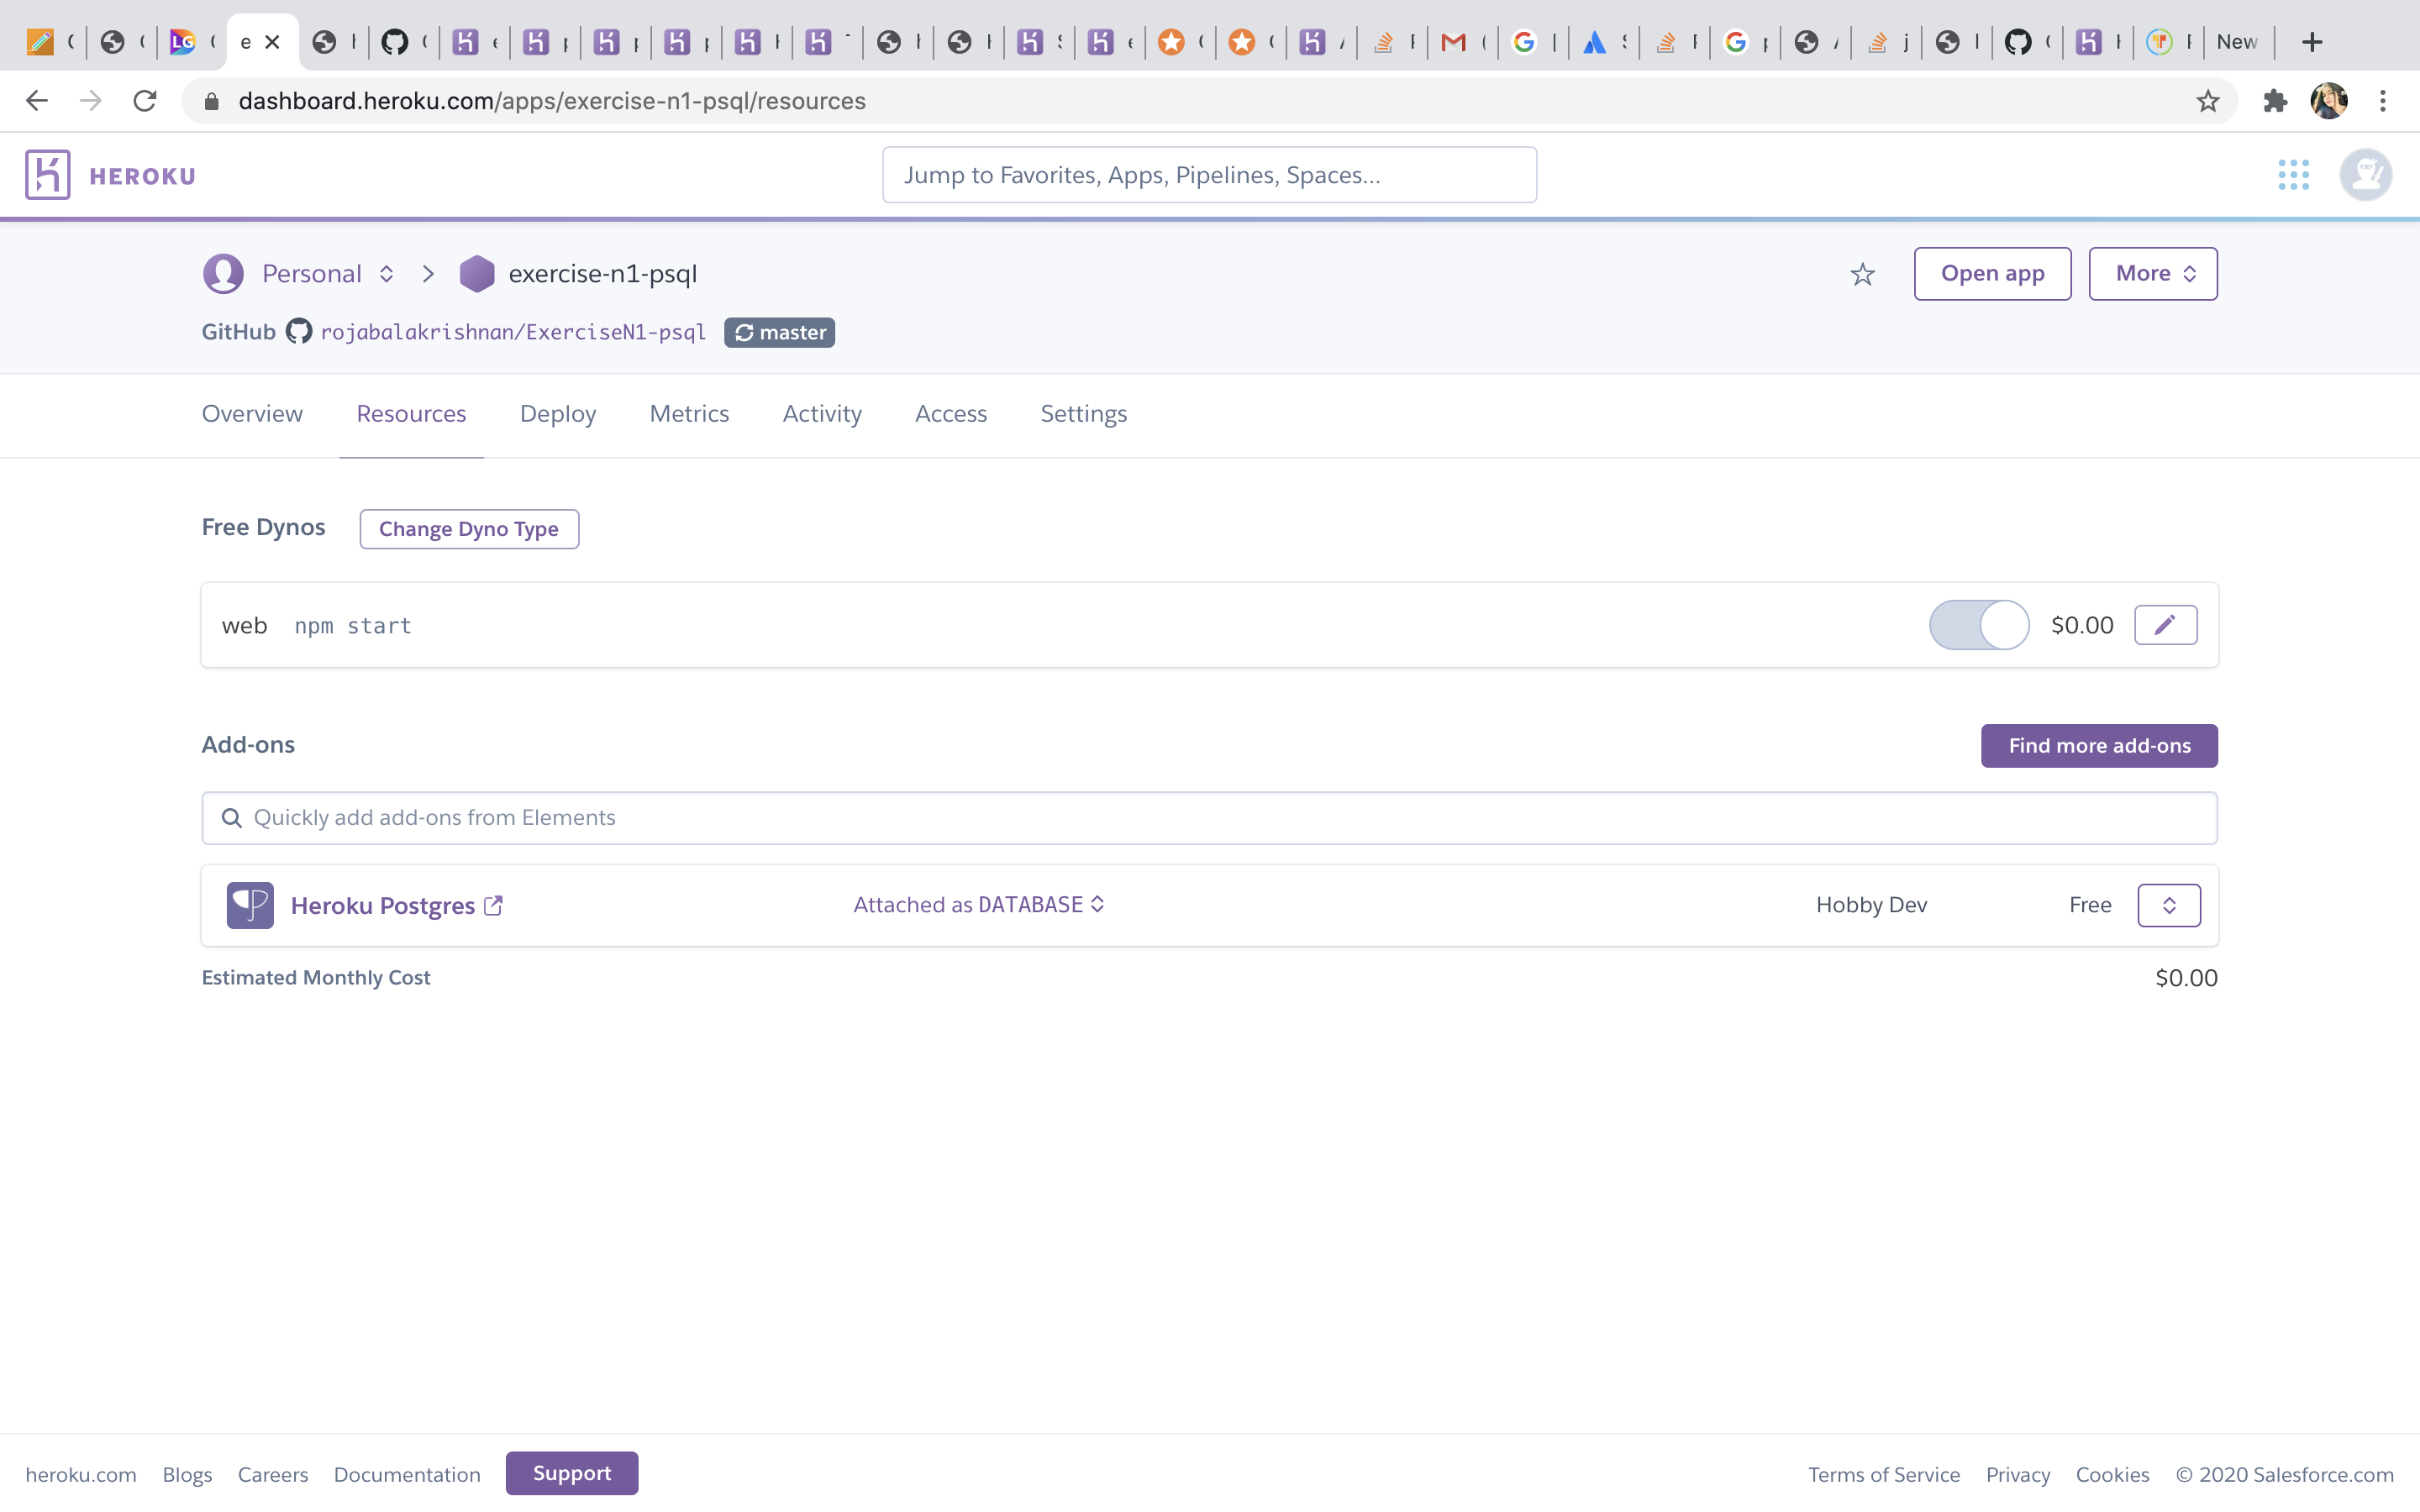 e
New
dashboard.heroku.com/apps/exercise-n1-psql/resources
HEROKU
Jump to Favorites, Apps, Pipelines, Spaces...
Personal
exercise-n1-psql
Open app
More
GitHub rojabalakrishnan/ExerciseN1-psql master
Overview Resources Deploy Metrics Activity Access Settings
Free Dynos
Change Dyno Type
web npm start
$0.00
Add-ons
Find more add-ons
Quickly add add-ons from Elements
Heroku Postgres
Attached as DATABASE
Hobby Dev
Free
Estimated Monthly Cost
$0.00
heroku.com Blogs Careers Documentation Support
Terms of Service Privacy Cookies © 2020 Salesforce.com